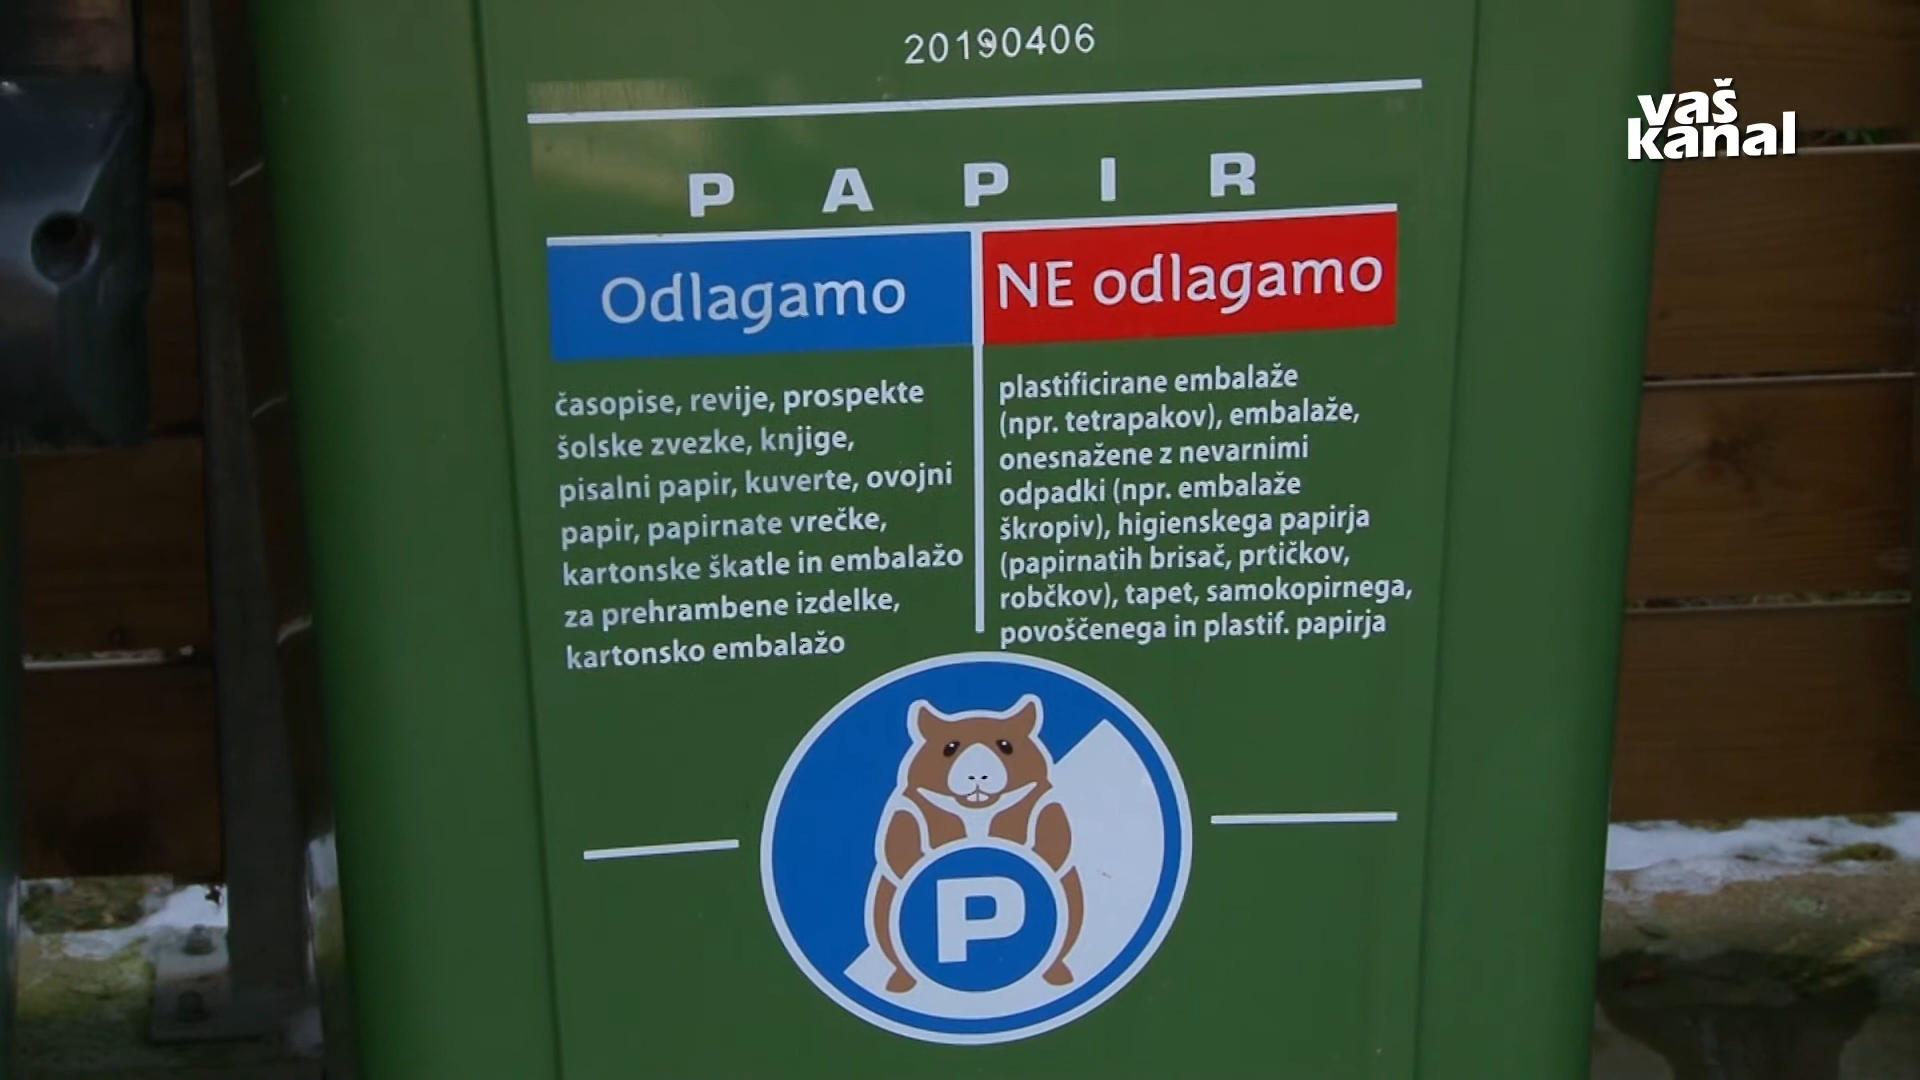 20190406
vaš
kanal
PAPIR
Odlagamo
časopise, revije, prospekte
šolske zvezke, knjige,
pisalni papir, kuverte, ovojni
papir, papirnate vrečke,
kartonske škatle in embalažo
za prehrambene izdelke,
kartonsko embalažo
NE odlagamo
plastificirane embalaže
(npr. tetrapakov), embalaže,
onesnažene z nevarnimi
odpadki (npr. embalaže
škropiv), higienskega papirja
(papirnatih brisač, prtičkov,
robčkov), tapet, samokopirnega,
povoščenega in plastif. papirja
P